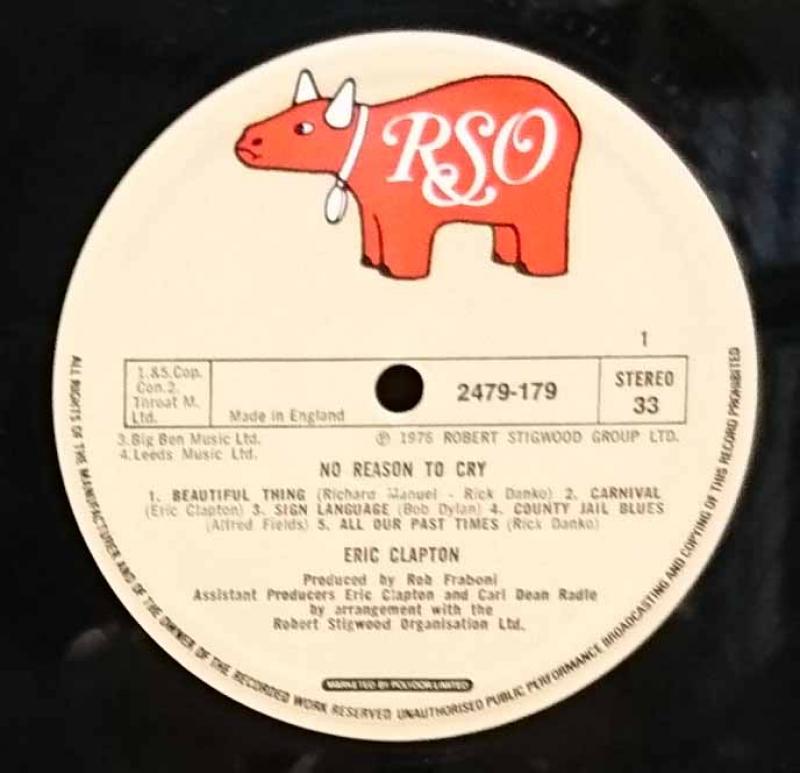 RSO
1
1.&5.Cop.
Con.2.
Throat M.
Ltd.
Made in England
2479-179
STEREO
33
3.Big Ben Music Ltd.
4.Leeds Music Ltd.
℗ 1976 ROBERT STIGWOOD GROUP LTD.
NO REASON TO CRY
1. BEAUTIFUL THING (Richard Manuel - Rick Danko) 2. CARNIVAL
(Eric Clapton) 3. SIGN LANGUAGE (Bob Dylan) 4. COUNTY JAIL BLUES
(Alfred Fields) 5. ALL OUR PAST TIMES (Rick Danko)
ERIC CLAPTON
Produced by Rob Fraboni
Assistant Producers Eric Clapton and Carl Dean Radle
by arrangement with the
Robert Stigwood Organisation Ltd.
MARKETED BY POLYDOR LIMITED
ALL RIGHTS OF THE MANUFACTURER AND OF THE OWNER OF THE RECORDED WORK RESERVED UNAUTHORISED PUBLIC PERFORMANCE BROADCASTING AND COPYING OF THIS RECORD PROHIBITED